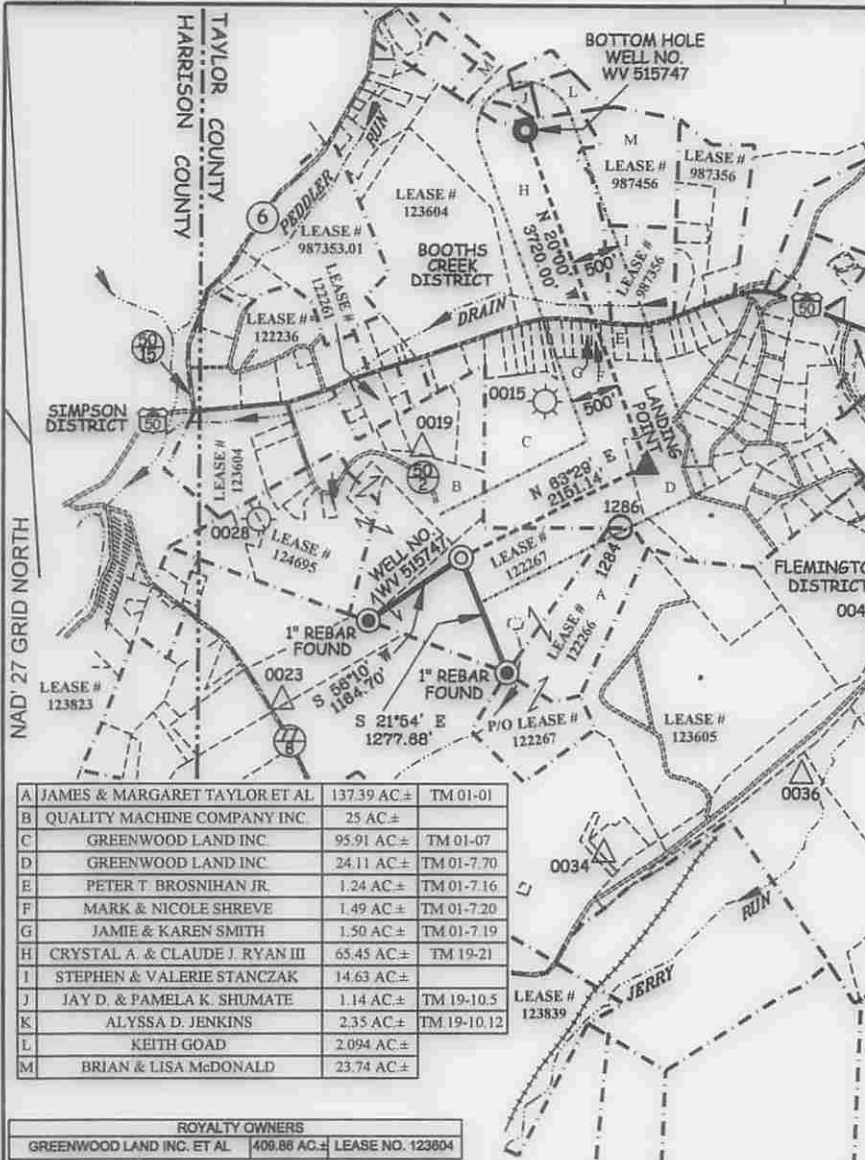 TAYLOR COUNTY
HARRISON COUNTY
BOTTOM HOLE
WELL NO.
WV 515747
M
J
L
6
PEDDLER RUN
H
M
LEASE #
987456
LEASE #
987356
LEASE #
123604
LEASE #
987353.01
N 20°00' W
3720.00'
I
500'
LEASE #
987356
BOOTHS
CREEK
DISTRICT
LEASE #
122261
LEASE #
122236
DRAIN
50
50
15
E
G
F
SIMPSON
DISTRICT
50
0015
500'
LANDING
POINT
0019
C
50
2
B
N 63°29' E
2151.14'
D
LEASE #
123604
0028
LEASE #
124695
WELL NO.
WV 515747
1286
1284
LEASE #
122267
FLEMINGTO
DISTRICT
004
A
LEASE #
122266
1" REBAR
FOUND
NAD' 27 GRID NORTH
LEASE #
123823
0023
S 58°10' W
1164.70'
1" REBAR
FOUND
S 21°54' E
1277.68'
P/O LEASE #
122267
LEASE #
123605
77
8
0036
0034
A JAMES & MARGARET TAYLOR ET AL 137.39 AC.± TM 01-01
B QUALITY MACHINE COMPANY INC. 25 AC.±
C GREENWOOD LAND INC. 95.91 AC.± TM 01-07
D GREENWOOD LAND INC. 24.11 AC.± TM 01-7.70
E PETER T. BROSNIHAN JR. 1.24 AC.± TM 01-7.16
F MARK & NICOLE SHREVE 1.49 AC.± TM 01-7.20
G JAMIE & KAREN SMITH 1.50 AC.± TM 01-7.19
H CRYSTAL A. & CLAUDE J. RYAN III 65.45 AC.± TM 19-21
I STEPHEN & VALERIE STANCZAK 14.63 AC.±
J JAY D. & PAMELA K. SHUMATE 1.14 AC.± TM 19-10.5
K ALYSSA D. JENKINS 2.35 AC.± TM 19-10.12
L KEITH GOAD 2.094 AC.±
M BRIAN & LISA McDONALD 23.74 AC.±
LEASE #
123839
JERRY RUN
ROYALTY OWNERS
GREENWOOD LAND INC. ET AL 409.86 AC.± LEASE NO. 123604